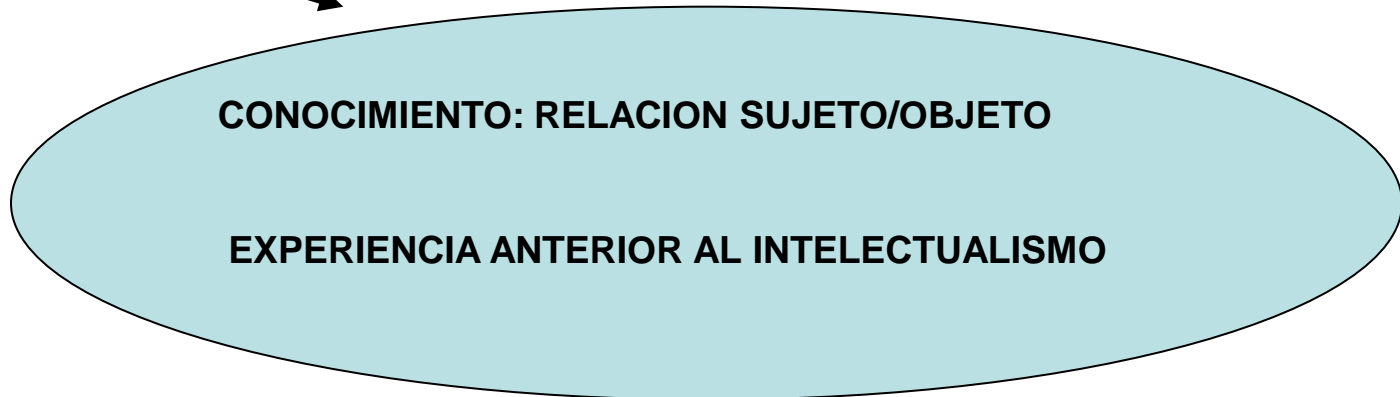 CONOCIMIENTO: RELACION SUJETO/OBJETO
EXPERIENCIA ANTERIOR AL INTELECTUALISMO